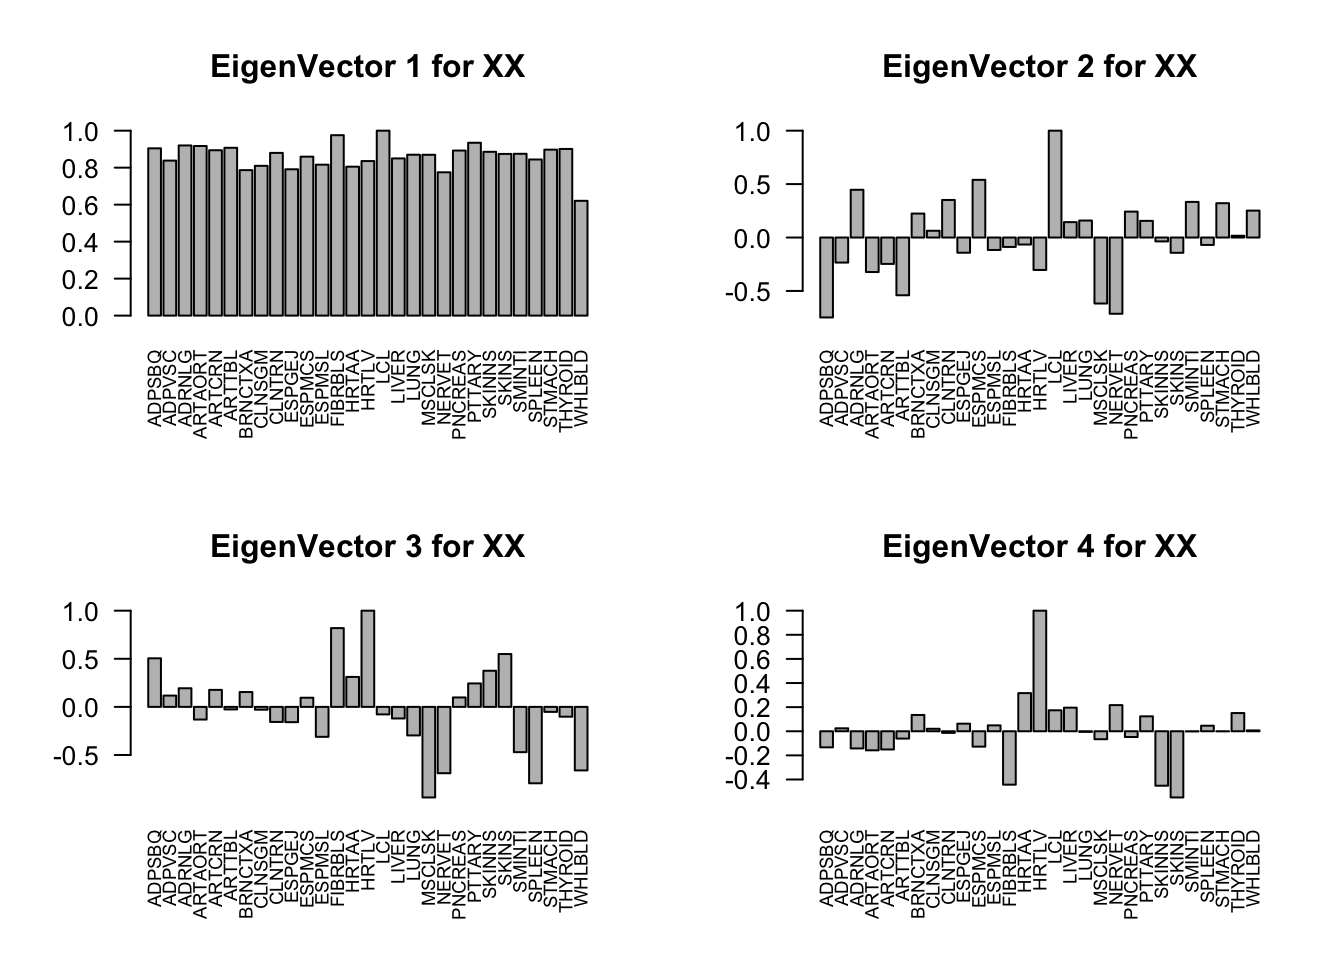 EigenVector 1 for XX
1.0
0.8
0.6
0.4
0.2
0.0
ADPSBQ
ADPVSC
ADRNLG
ARTAORT
ARTCRN
ARTTBL
BRNCTXA
CLNSGM
CLNTRN
ESPGEJ
ESPMCS
ESPMSL
FIBRBLS
HRTAA
HRTLV
LCL
LIVER
LUNG
MSCLSK
NERVET
PNCREAS
PTTARY
SKINNS
SKINS
SMINTI
SPLEEN
STMACH
THYROID
WHLBLD
EigenVector 2 for XX
1.0
0.5
0.0
-0.5
ADPSBQ
ADPVSC
ADRNLG
ARTAORT
ARTCRN
ARTTBL
BRNCTXA
CLNSGM
CLNTRN
ESPGEJ
ESPMCS
ESPMSL
FIBRBLS
HRTAA
HRTLV
LCL
LIVER
LUNG
MSCLSK
NERVET
PNCREAS
PTTARY
SKINNS
SKINS
SMINTI
SPLEEN
STMACH
THYROID
WHLBLD
EigenVector 3 for XX
1.0
0.5
0.0
-0.5
ADPSBQ
ADPVSC
ADRNLG
ARTAORT
ARTCRN
ARTTBL
BRNCTXA
CLNSGM
CLNTRN
ESPGEJ
ESPMCS
ESPMSL
FIBRBLS
HRTAA
HRTLV
LCL
LIVER
LUNG
MSCLSK
NERVET
PNCREAS
PTTARY
SKINNS
SKINS
SMINTI
SPLEEN
STMACH
THYROID
WHLBLD
EigenVector 4 for XX
1.0
0.8
0.6
0.4
0.2
0.0
-0.2
-0.4
ADPSBQ
ADPVSC
ADRNLG
ARTAORT
ARTCRN
ARTTBL
BRNCTXA
CLNSGM
CLNTRN
ESPGEJ
ESPMCS
ESPMSL
FIBRBLS
HRTAA
HRTLV
LCL
LIVER
LUNG
MSCLSK
NERVET
PNCREAS
PTTARY
SKINNS
SKINS
SMINTI
SPLEEN
STMACH
THYROID
WHLBLD